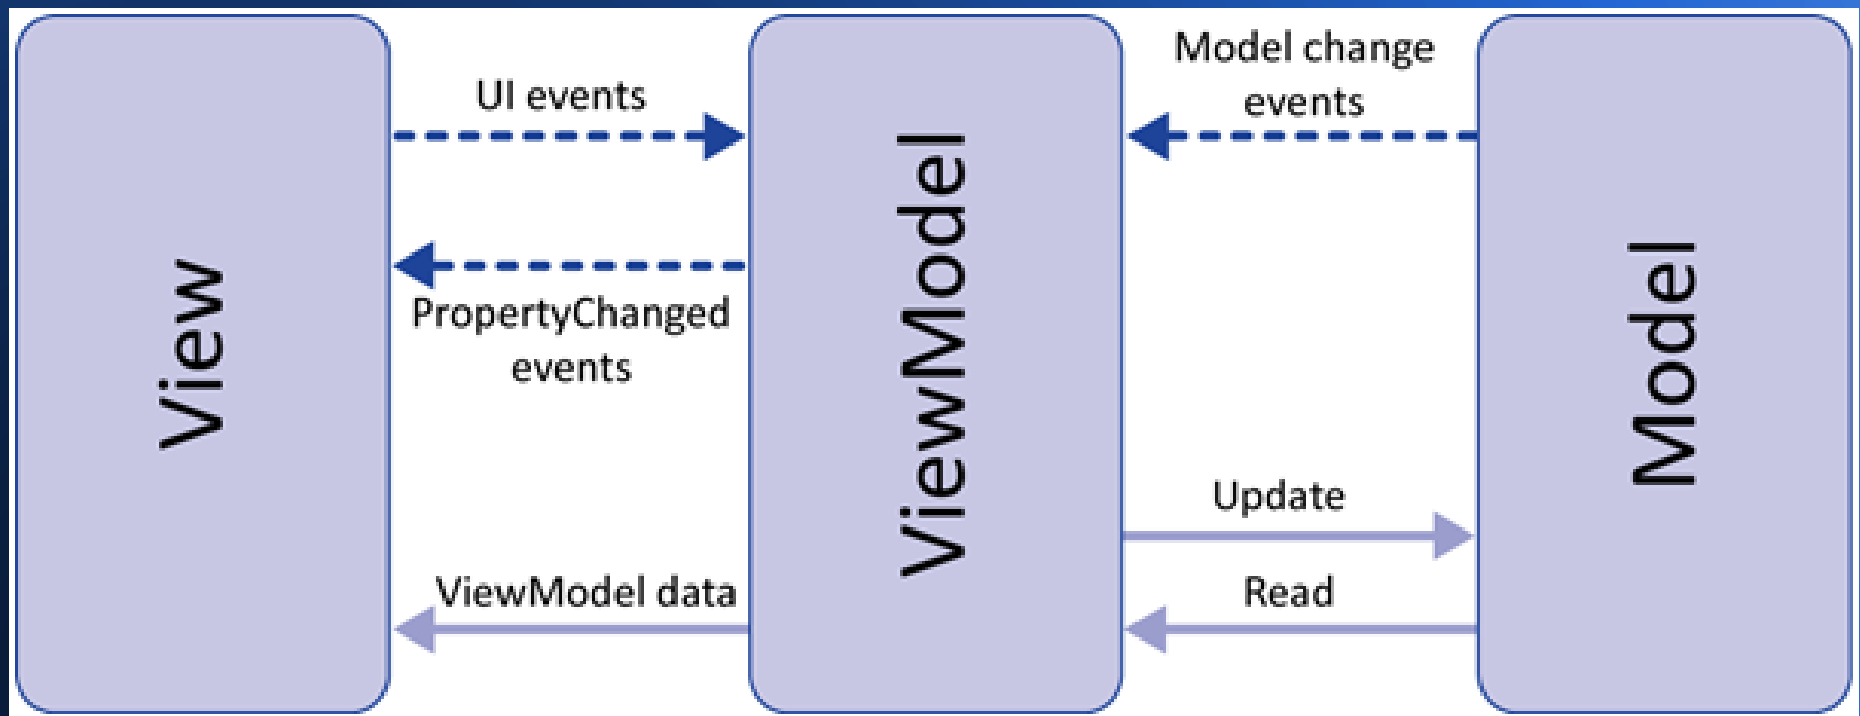 View
UI events
PropertyChanged
events
ViewModel data
ViewModel
Model change
events
Update
Read
Model